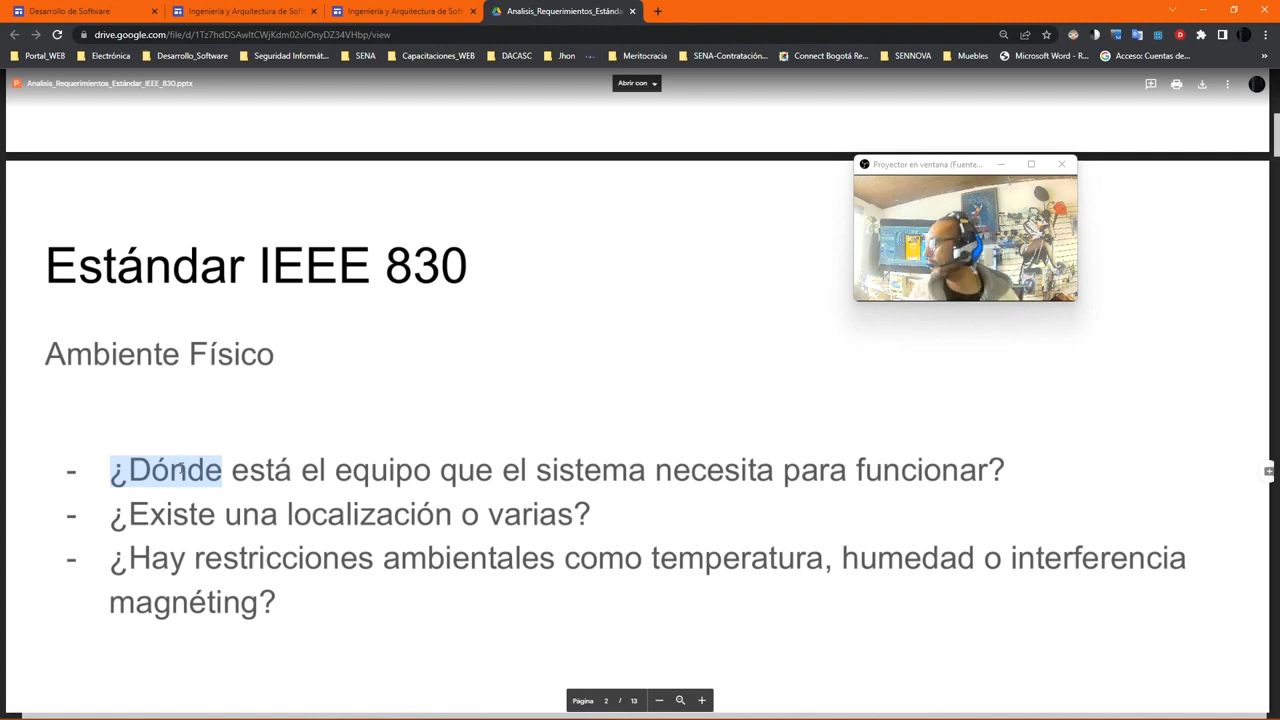 Desarrollo de Software
Ingeniería y Arquitectura de Soft
Ingeniería y Arquitectura de Soft
Analisis_Requerimientos_Estánda
drive.google.com/file/d/1Tz7hdDSAwltCWjKdm02vIOnyDZ34VHbp/view
Portal_WEB
Electrónica
Desarrollo_Software
Seguridad Informát...
SENA
Capacitaciones_WEB
DACASC
Jhon
Meritocracia
SENA-Contratación...
Connect Bogotá Re...
SENNOVA
Muebles
Microsoft Word - R...
Acceso: Cuentas de...
Analisis_Requerimientos_Estándar_IEEE_830.pptx
Abrir con
Proyector en ventana (Fuente...
Estándar IEEE 830
Ambiente Físico
- ¿Dónde está el equipo que el sistema necesita para funcionar?
- ¿Existe una localización o varias?
- ¿Hay restricciones ambientales como temperatura, humedad o interferencia
magnéting?
Página 2 / 13